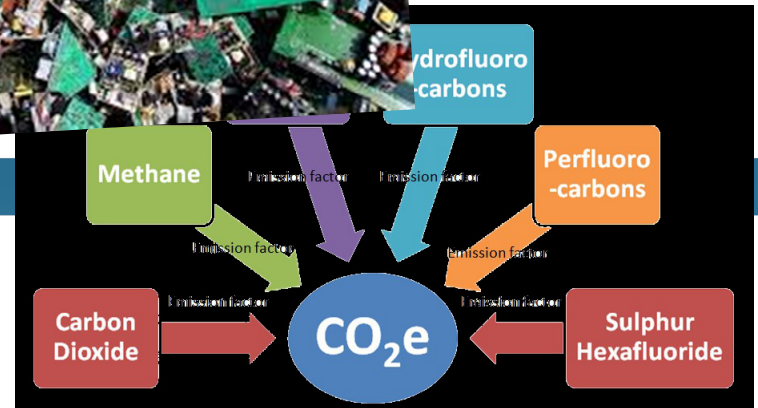 ydrofluoro
-carbons
Methane
Emission factor
Emission factor
Perfluoro
-carbons
Emission factor
Emission factor
Carbon
Dioxide
Emission factor
CO₂e
Emission factor
Sulphur
Hexafluoride